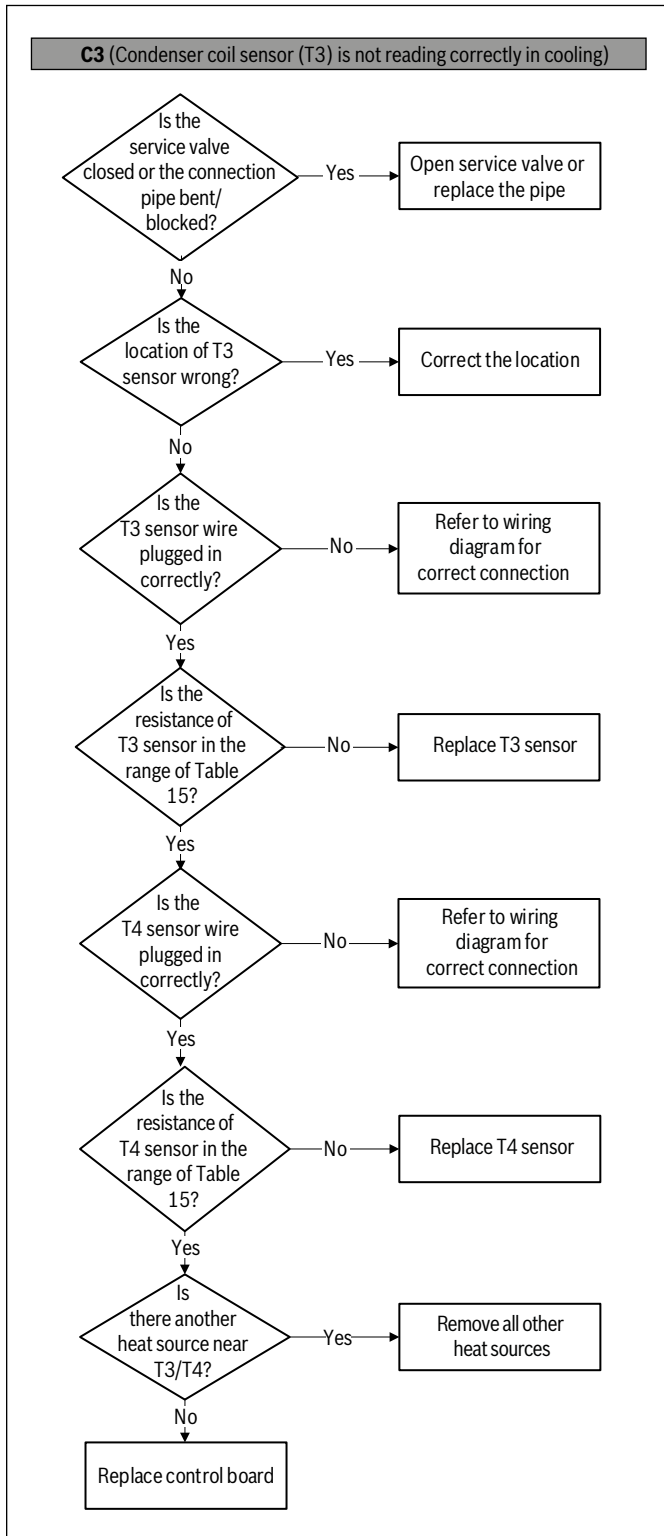 C3 (Condenser coil sensor (T3) is not reading correctly in cooling)
Is the
service valve
closed or the connection
pipe bent/
blocked?
Yes
Open service valve or
replace the pipe
No
Is the
location of T3
sensor wrong?
Yes
Correct the location
No
Is the
T3 sensor wire
plugged in
correctly?
No
Refer to wiring
diagram for
correct connection
Yes
Is the
resistance of
T3 sensor in the
range of Table
15?
No
Replace T3 sensor
Yes
Is the
T4 sensor wire
plugged in
correctly?
No
Refer to wiring
diagram for
correct connection
Yes
Is the
resistance of
T4 sensor in the
range of Table
15?
No
Replace T4 sensor
Yes
Is
there another
heat source near
T3/T4?
Yes
Remove all other
heat sources
No
Replace control board